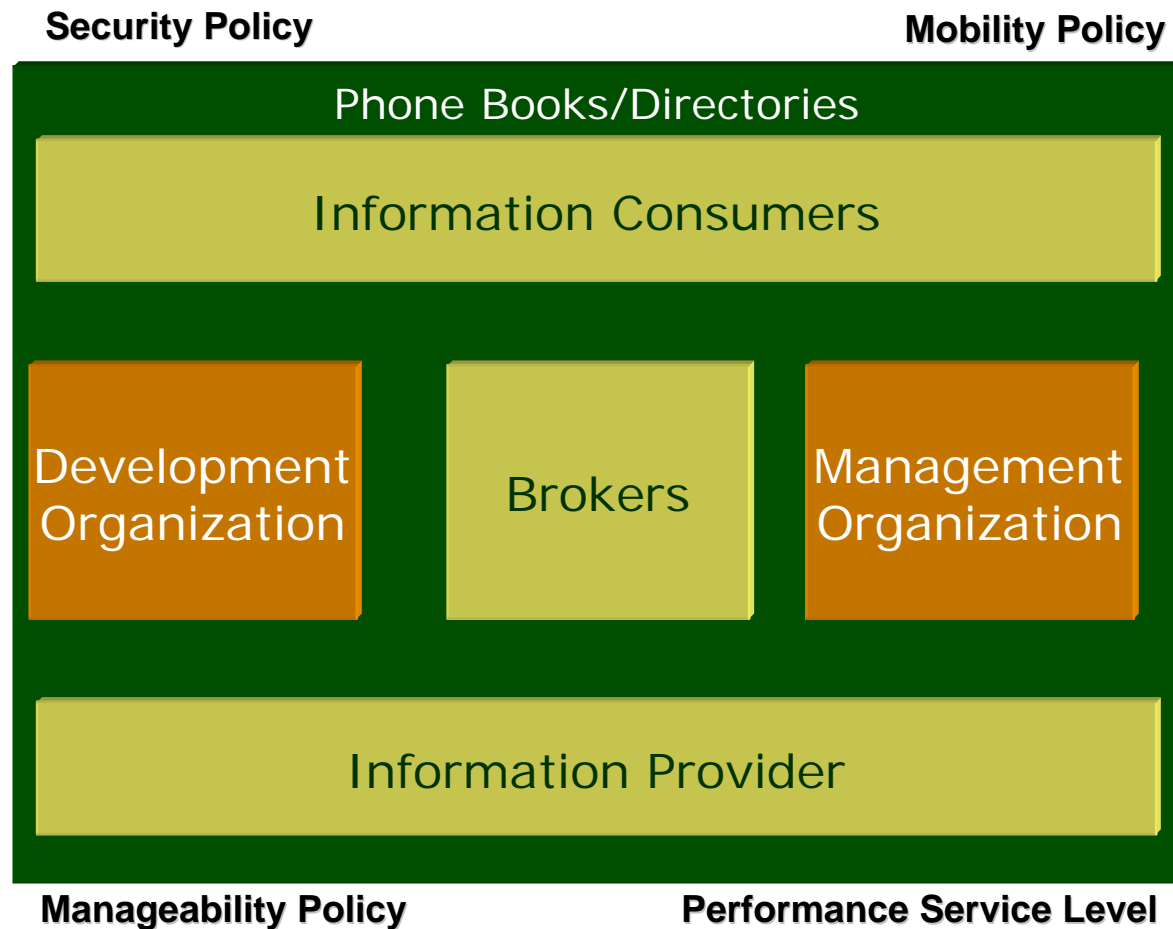 Security Policy
Mobility Policy
Phone Books/Directories
Information Consumers
Development
Organization
Brokers
Management
Organization
Information Provider
Manageability Policy
Performance Service Level